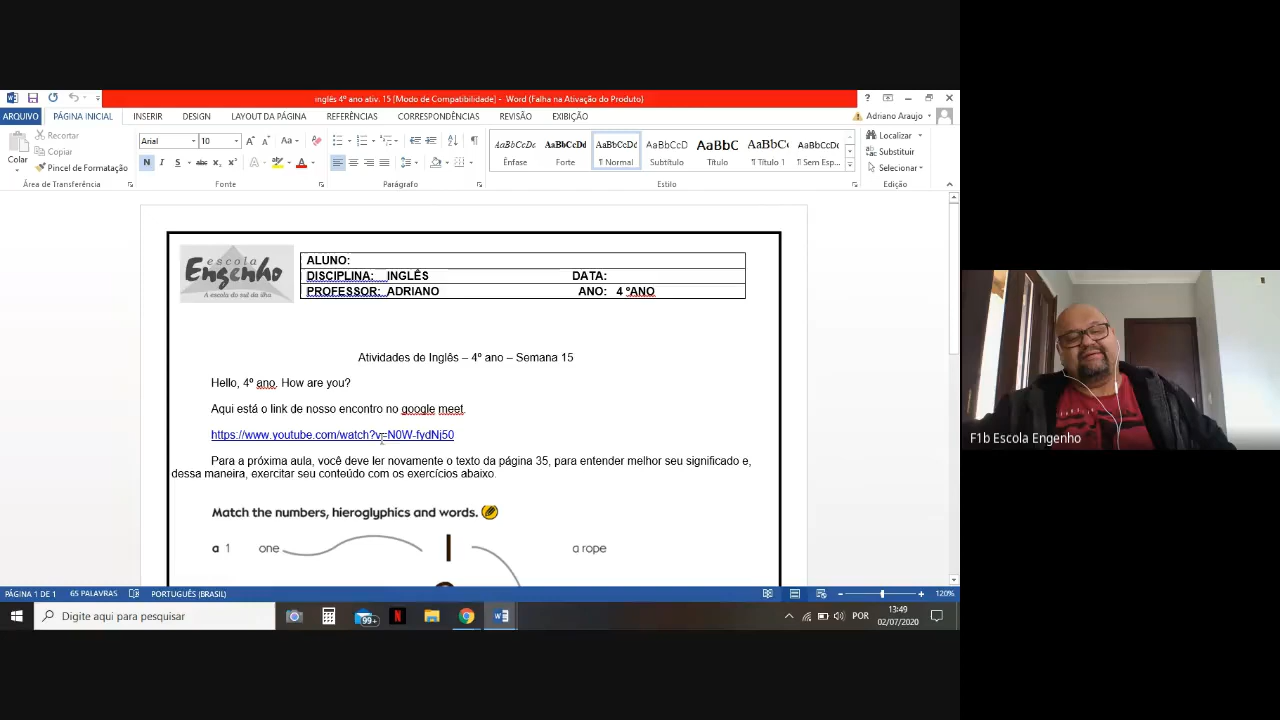 inglês 4º ano ativ. 15 [Modo de Compatibilidade] - Word (Falha na Ativação do Produto)
ARQUIVO PÁGINA INICIAL INSERIR DESIGN LAYOUT DA PÁGINA REFERÊNCIAS CORRESPONDÊNCIAS REVISÃO EXIBIÇÃO Adriano Araujo
Colar
Recortar
Copiar
Pincel de Formatação
Área de Transferência
Arial 10
Fonte
Parágrafo
AaBbCcDc AaBbCcDc AaBbCcDc AaBbCcD AaBbC AaBbC AaBbCcDc
Ênfase Forte ¶ Normal Subtítulo Título ¶ Título 1 ¶ Sem Esp...
Estilo
Localizar
Substituir
Selecionar
Edição
escola
Engenho
A escola do sul da ilha
ALUNO:
DISCIPLINA: INGLÊS DATA:
PROFESSOR: ADRIANO ANO: 4 ºANO
Atividades de Inglês – 4º ano – Semana 15
Hello, 4º ano. How are you?
Aqui está o link de nosso encontro no google meet.
https://www.youtube.com/watch?v=N0W-fydNj50
Para a próxima aula, você deve ler novamente o texto da página 35, para entender melhor seu significado e,
dessa maneira, exercitar seu conteúdo com os exercícios abaixo.
Match the numbers, hieroglyphics and words.
a 1 one a rope
PÁGINA 1 DE 1 65 PALAVRAS PORTUGUÊS (BRASIL) 120%
Digite aqui para pesquisar
99+
POR
13:49
02/07/2020
F1b Escola Engenho